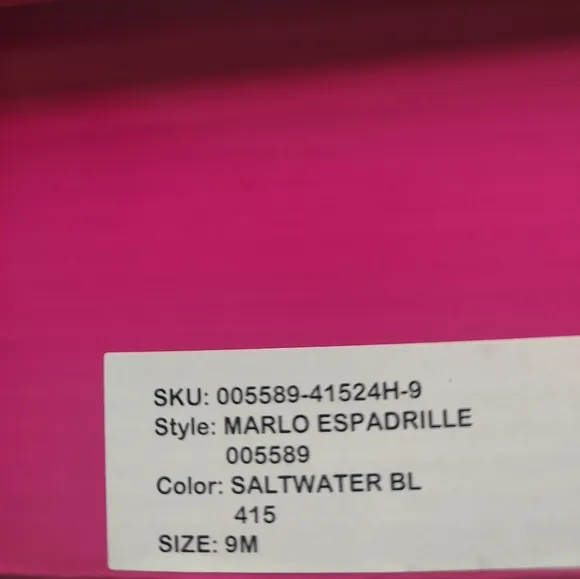 SKU: 005589-41524H-9
Style: MARLO ESPADRILLE
005589
Color: SALTWATER BL
415
SIZE: 9M